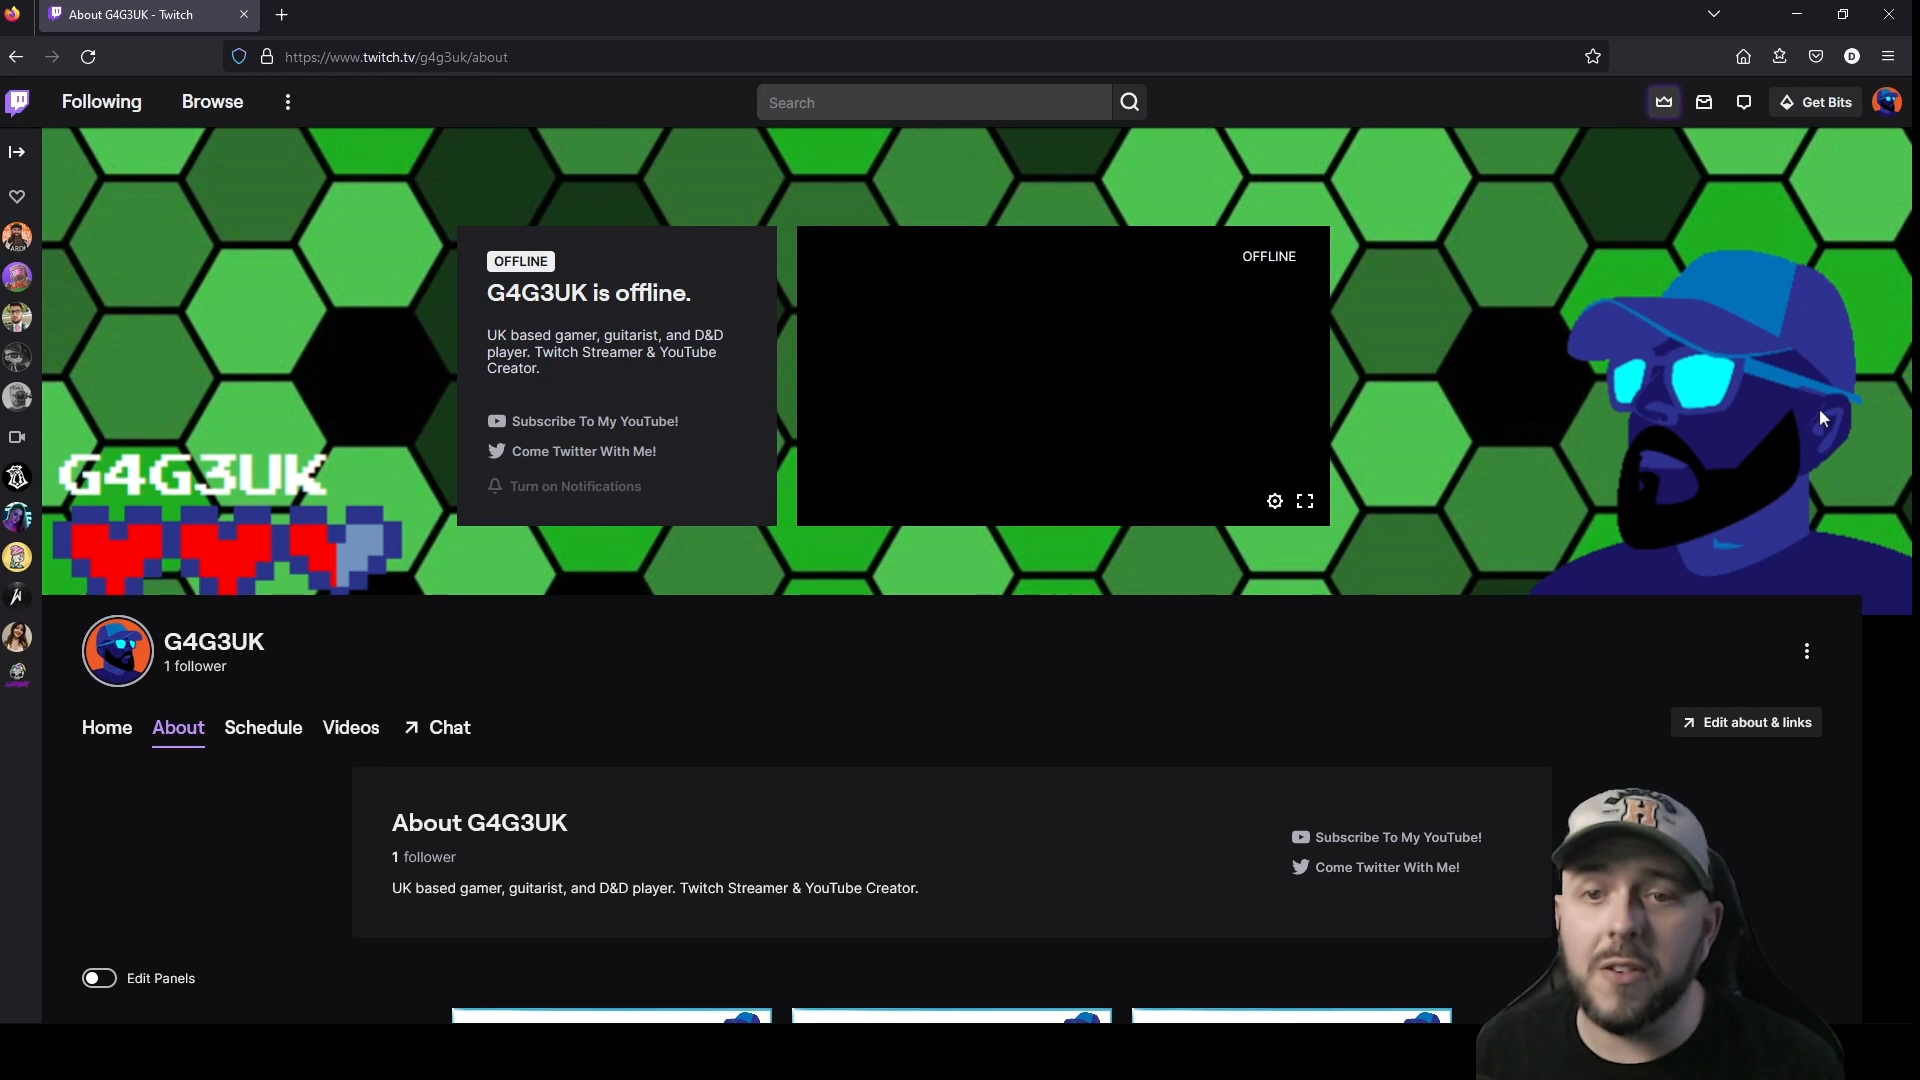 About G4G3UK - Twitch
https://www.twitch.tv/g4g3uk/about
D
Following
Browse
Search
Get Bits
OFFLINE
G4G3UK is offline.
UK based gamer, guitarist, and D&D
player. Twitch Streamer & YouTube
Creator.
Subscribe To My YouTube!
Come Twitter With Me!
Turn on Notifications
OFFLINE
G4G3UK
G4G3UK
1 follower
Home
About
Schedule
Videos
Chat
Edit about & links
About G4G3UK
1 follower
UK based gamer, guitarist, and D&D player. Twitch Streamer & YouTube Creator.
Subscribe To My YouTube!
Come Twitter With Me!
H
Edit Panels